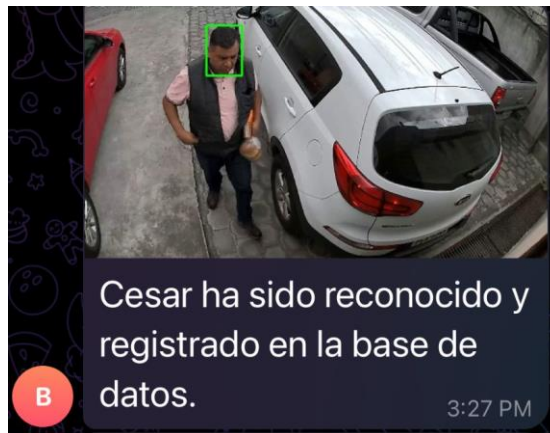 Cesar ha sido reconocido y
registrado en la base de
datos.
B
3:27 PM